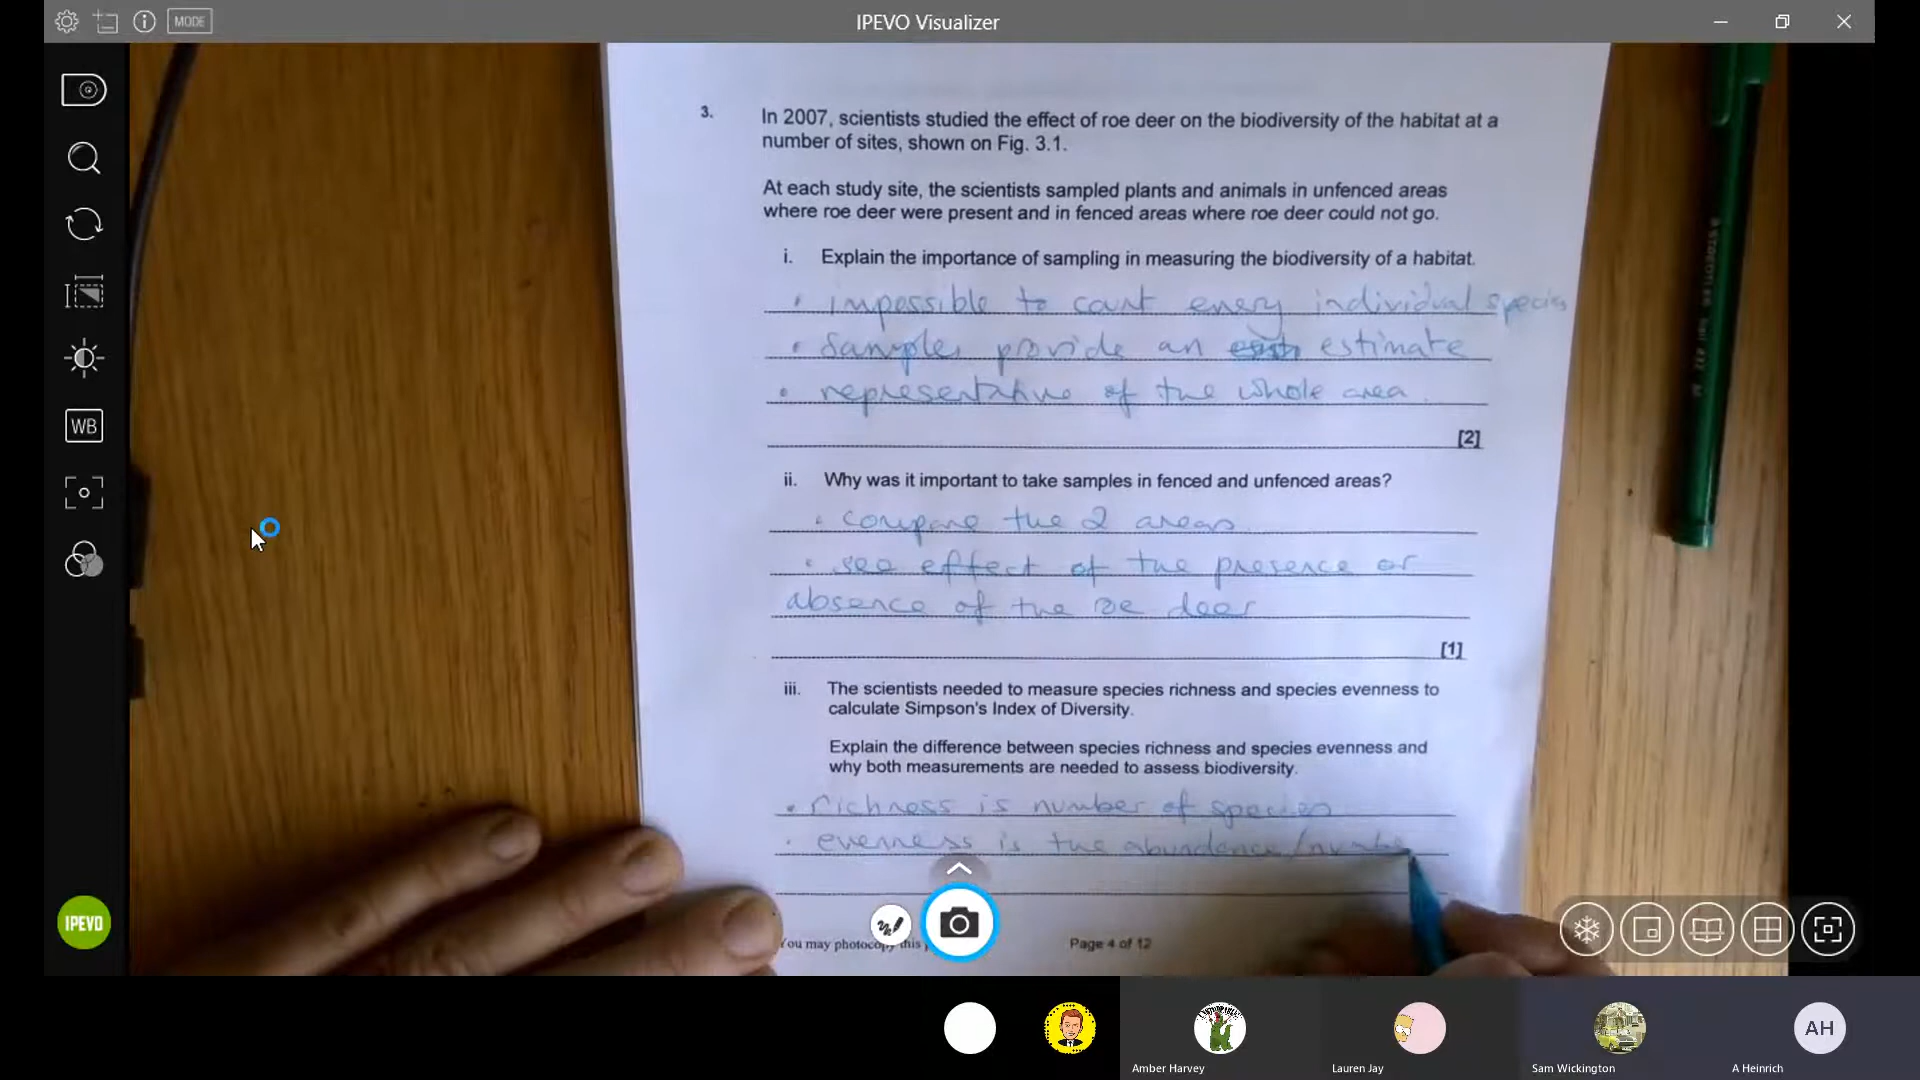 MODE
IPEVO Visualizer
3. In 2007, scientists studied the effect of roe deer on the biodiversity of the habitat at a
number of sites, shown on Fig. 3.1.
At each study site, the scientists sampled plants and animals in unfenced areas
where roe deer were present and in fenced areas where roe deer could not go.
i. Explain the importance of sampling in measuring the biodiversity of a habitat.
• impossible to count every individual species
• samples provide an estimate
• representative of the whole area.
[2]
ii. Why was it important to take samples in fenced and unfenced areas?
• compare the 2 areas
• see effect of the presence or
absence of the roe deer
[1]
iii. The scientists needed to measure species richness and species evenness to
calculate Simpson's Index of Diversity.
Explain the difference between species richness and species evenness and
why both measurements are needed to assess biodiversity.
• richness is number of species
• evenness is the abundance/numbe
You may photocopy this
Page 4 of 12
WB
IPEVO
STAEDTLER
AH
Amber Harvey
Lauren Jay
Sam Wickington
A Heinrich